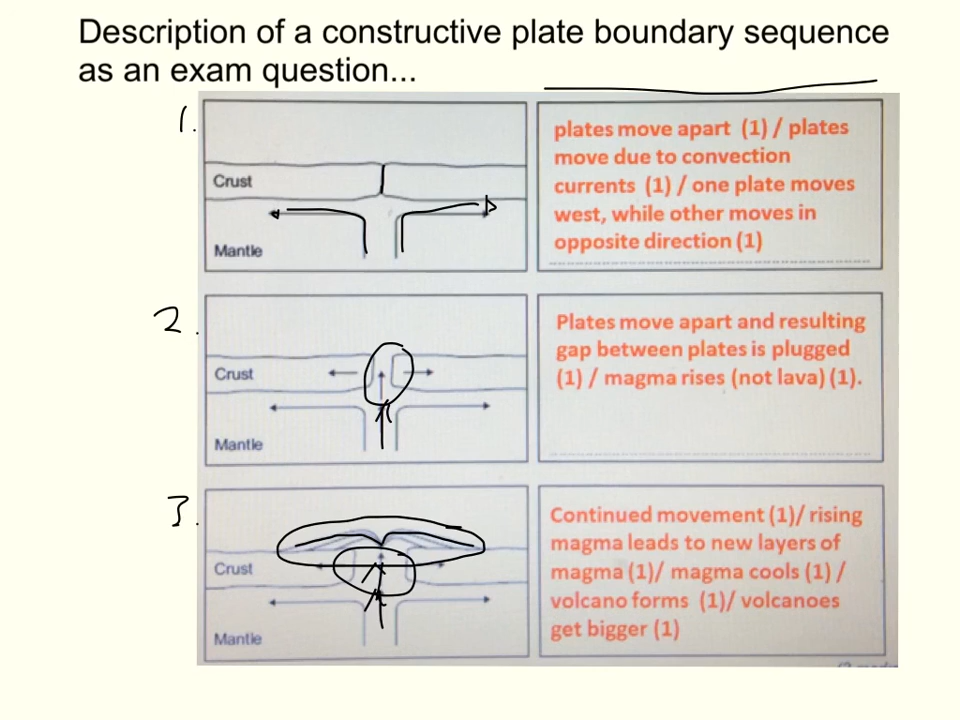 Description of a constructive plate boundary sequence
as an exam question...
1.
Crust
Mantle
plates move apart (1) / plates
move due to convection
currents (1) / one plate moves
west, while other moves in
opposite direction (1)
2.
Crust
Mantle
Plates move apart and resulting
gap between plates is plugged
(1) / magma rises (not lava) (1).
3.
Crust
Mantle
Continued movement (1)/ rising
magma leads to new layers of
magma (1)/ magma cools (1) /
volcano forms (1)/ volcanoes
get bigger (1)